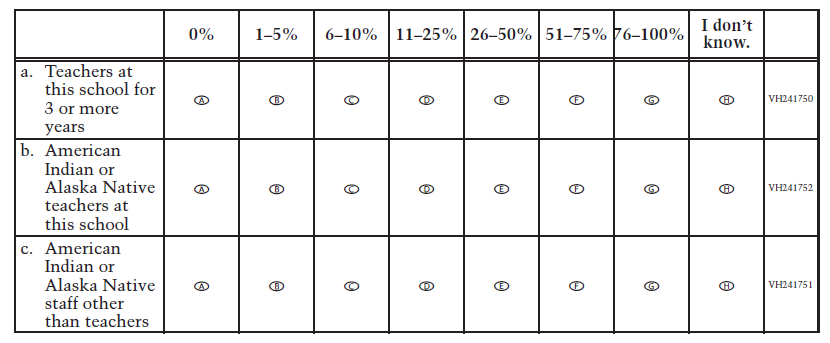 0% 1–5% 6–10% 11–25% 26–50% 51–75% 76–100% I don’t know.
a. Teachers at
this school for
3 or more
years
A B C D E F G H VH241750
b. American
Indian or
Alaska Native
teachers at
this school
A B C D E F G H VH241752
c. American
Indian or
Alaska Native
staff other
than teachers
A B C D E F G H VH241751